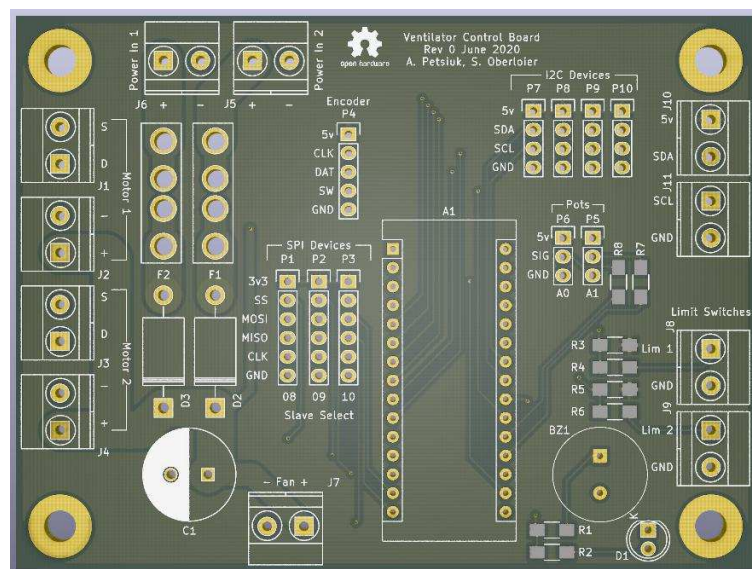 Power In 1
Power In 2
open hardware
Ventilator Control Board
Rev 0 June 2020
A. Petsiuk, S. Oberloier
J6 + -
J5 + -
Encoder
P4
5v
CLK
DAT
SW
GND
I2C Devices
P7 P8 P9 P10
5v
SDA
SCL
GND
J10
5v
SDA
J11
SCL
GND
S
D
J1
Motor 1
-
+
J2
S
D
J3
Motor 2
-
+
J4
F2 F1
D3 D2
C1
SPI Devices
P1 P2 P3
3v3
SS
MOSI
MISO
CLK
GND
08 09 10
Slave Select
- Fan +
J7
A1
Pots
P6 P5
5v
SIG
GND
A0 A1
R8 R7
Limit Switches
J8
Lim 1
GND
J9
Lim 2
GND
R3
R4
R5
R6
BZ1
R1
R2
K
D1